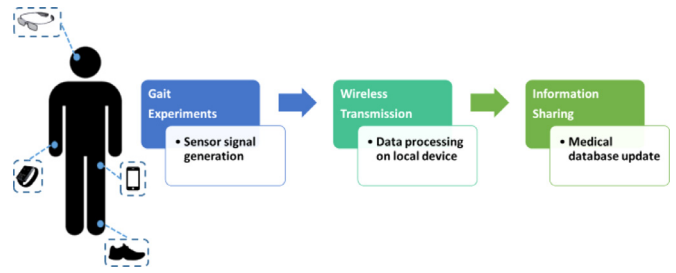 Gait
Experiments
• Sensor signal
generation
Wireless
Transmission
• Data processing
on local device
Information
Sharing
• Medical
database update